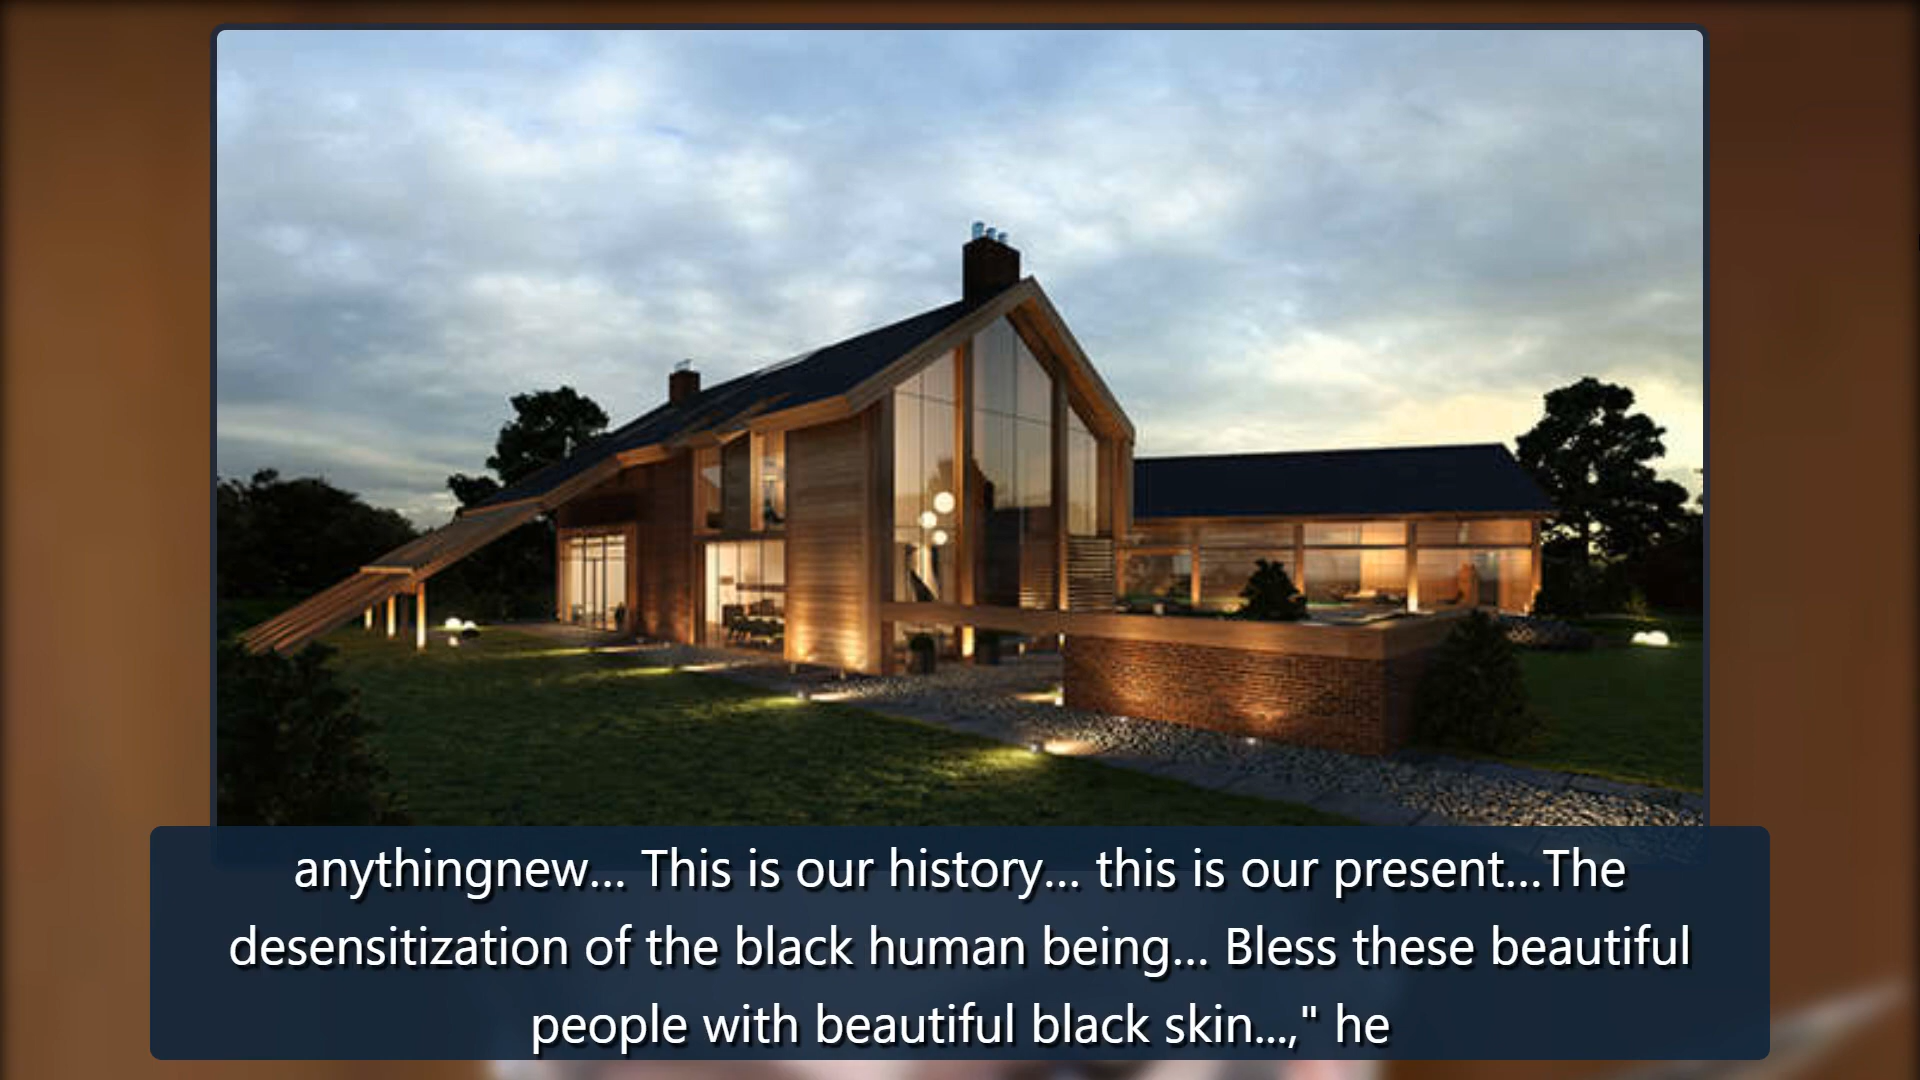 anythingnew... This is our history... this is our present...The
desensitization of the black human being... Bless these beautiful
people with beautiful black skin...," he